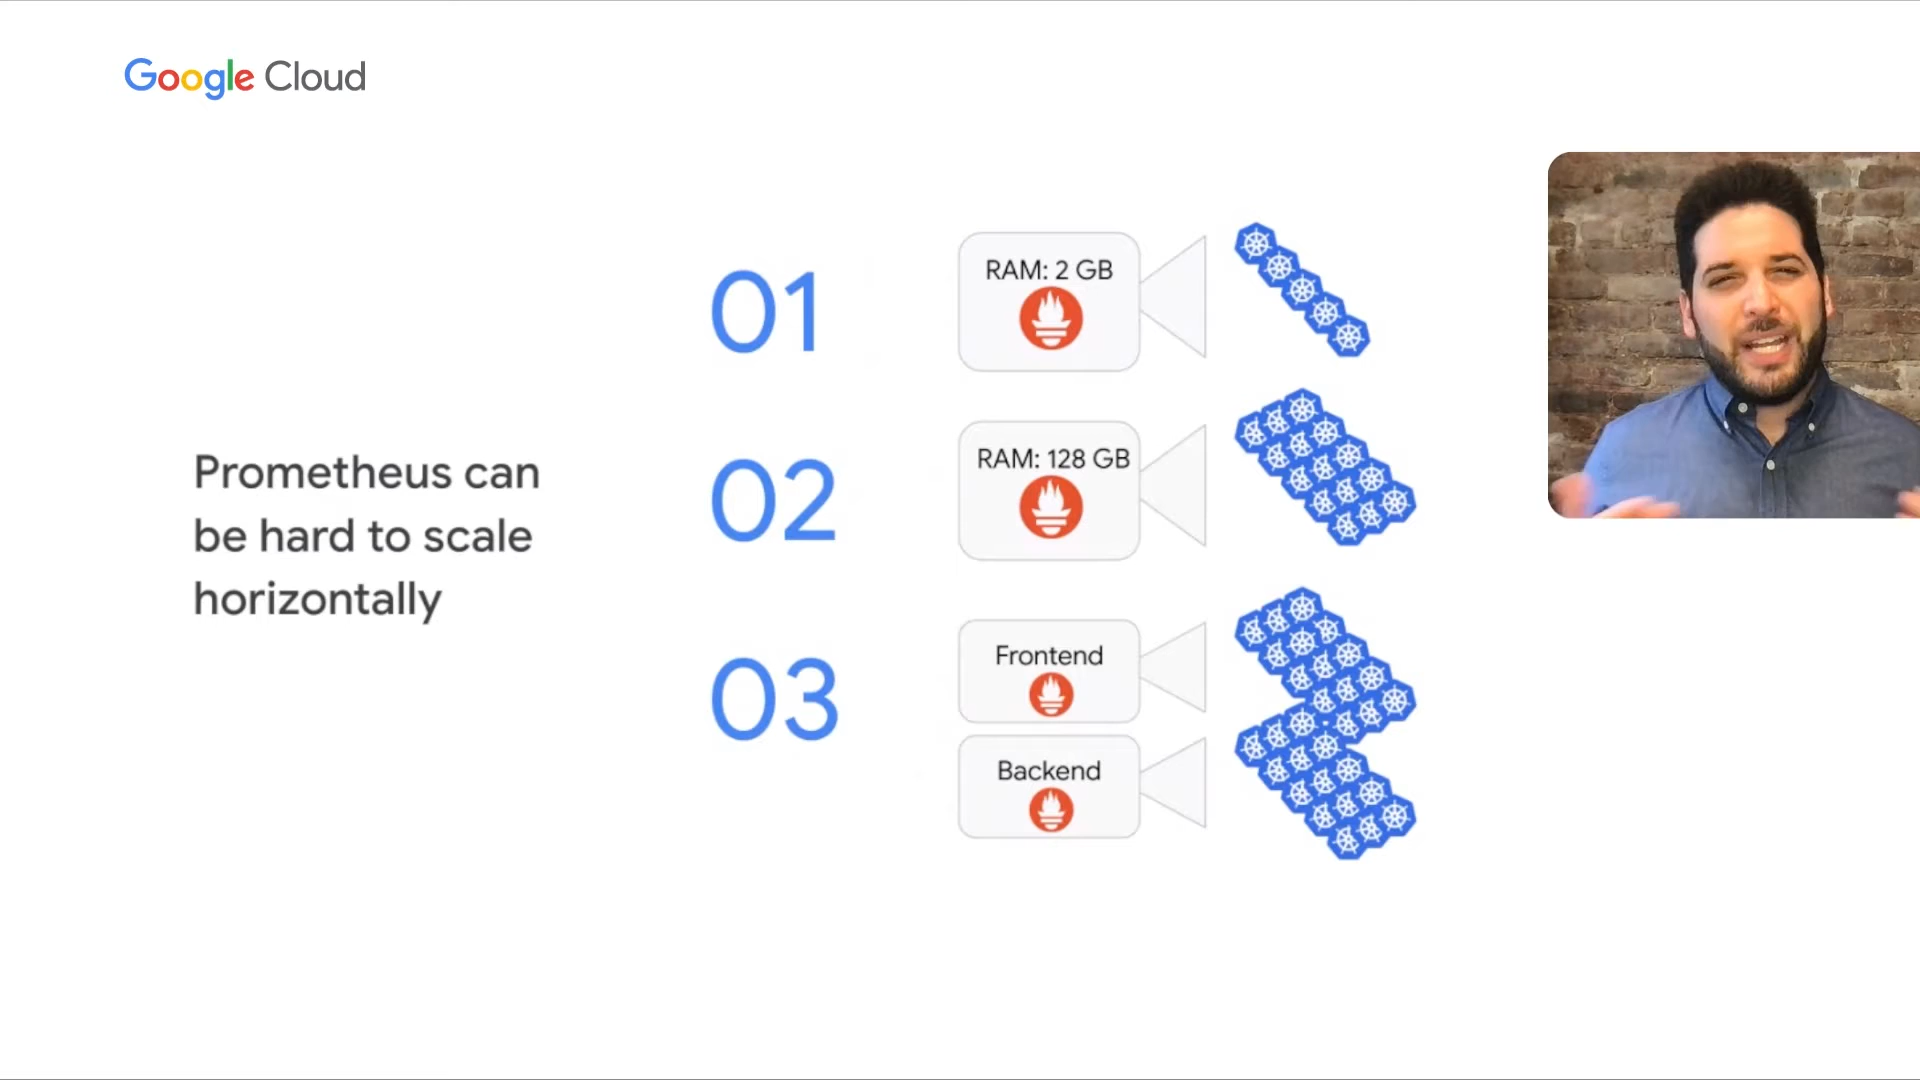 Google Cloud
Prometheus can
be hard to scale
horizontally
01
RAM: 2 GB
02
RAM: 128 GB
03
Frontend
Backend